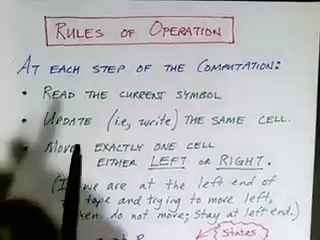 RULES OF OPERATION
AT EACH STEP OF THE COMPUTATION:
• READ THE CURRENT SYMBOL
• UPDATE (i.e, write) THE SAME CELL.
• MOVE EXACTLY ONE CELL
EITHER LEFT OR RIGHT.
we are at the left end of
tape and trying to move left,
then do not move; stay at left end.)
States